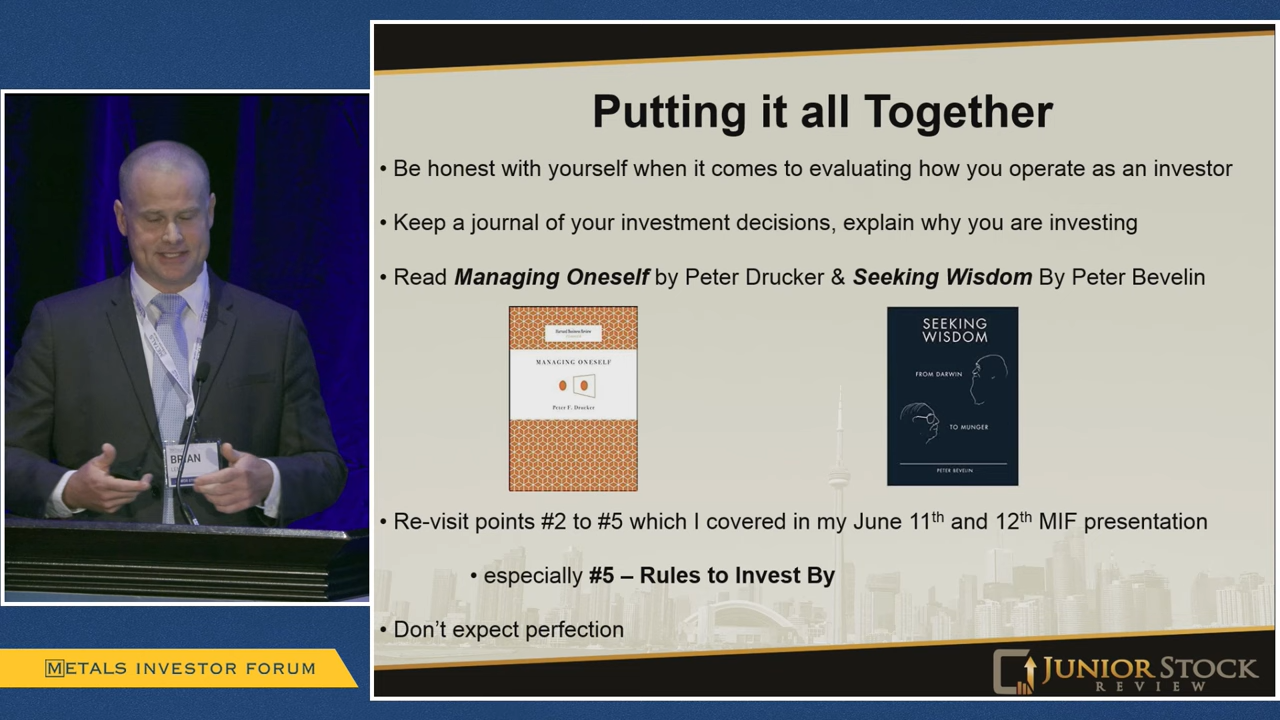 Putting it all Together
• Be honest with yourself when it comes to evaluating how you operate as an investor
• Keep a journal of your investment decisions, explain why you are investing
• Read Managing Oneself by Peter Drucker & Seeking Wisdom By Peter Bevelin
Harvard Business Review
MANAGING ONESELF
Peter F. Drucker
SEEKING
WISDOM
FROM DARWIN
TO MUNGER
PETER BEVELIN
• Re-visit points #2 to #5 which I covered in my June 11th and 12th MIF presentation
• especially #5 – Rules to Invest By
• Don’t expect perfection
BRIAN
METALS INVESTOR FORUM
JUNIOR STOCK
REVIEW